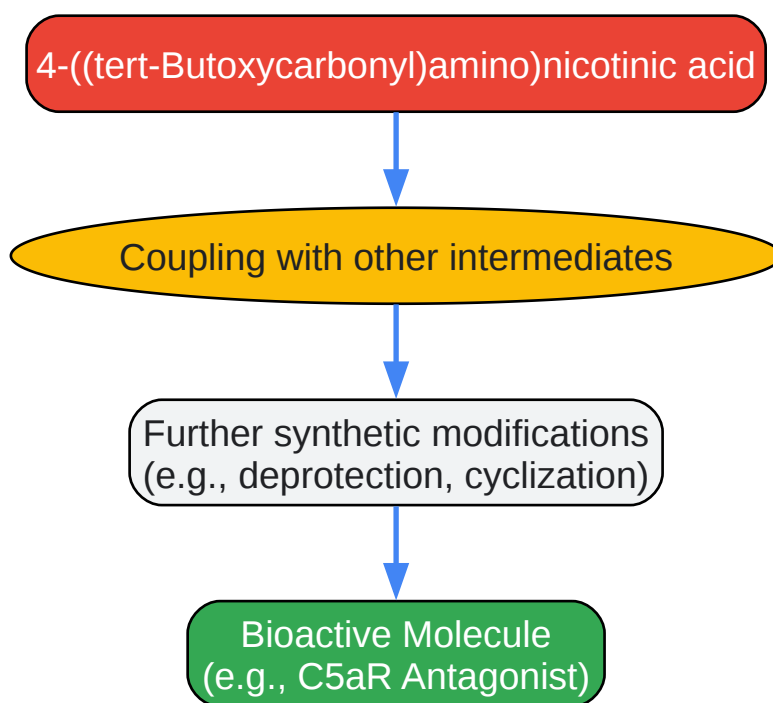 4-((tert-Butoxycarbonyl)amino)nicotinic acid
Coupling with other intermediates
Further synthetic modifications
(e.g., deprotection, cyclization)
Bioactive Molecule
(e.g., C5aR Antagonist)